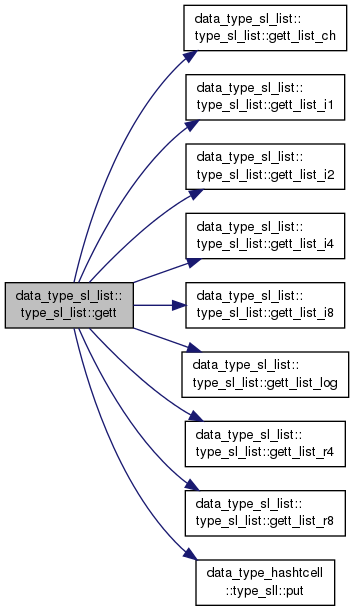 data_type_sl_list::
type_sl_list::gett_list_ch
data_type_sl_list::
type_sl_list::gett_list_i1
data_type_sl_list::
type_sl_list::gett_list_i2
data_type_sl_list::
type_sl_list::gett_list_i4
data_type_sl_list::
type_sl_list::gett
data_type_sl_list::
type_sl_list::gett_list_i8
data_type_sl_list::
type_sl_list::gett_list_log
data_type_sl_list::
type_sl_list::gett_list_r4
data_type_sl_list::
type_sl_list::gett_list_r8
data_type_hashtcell
::type_sll::put